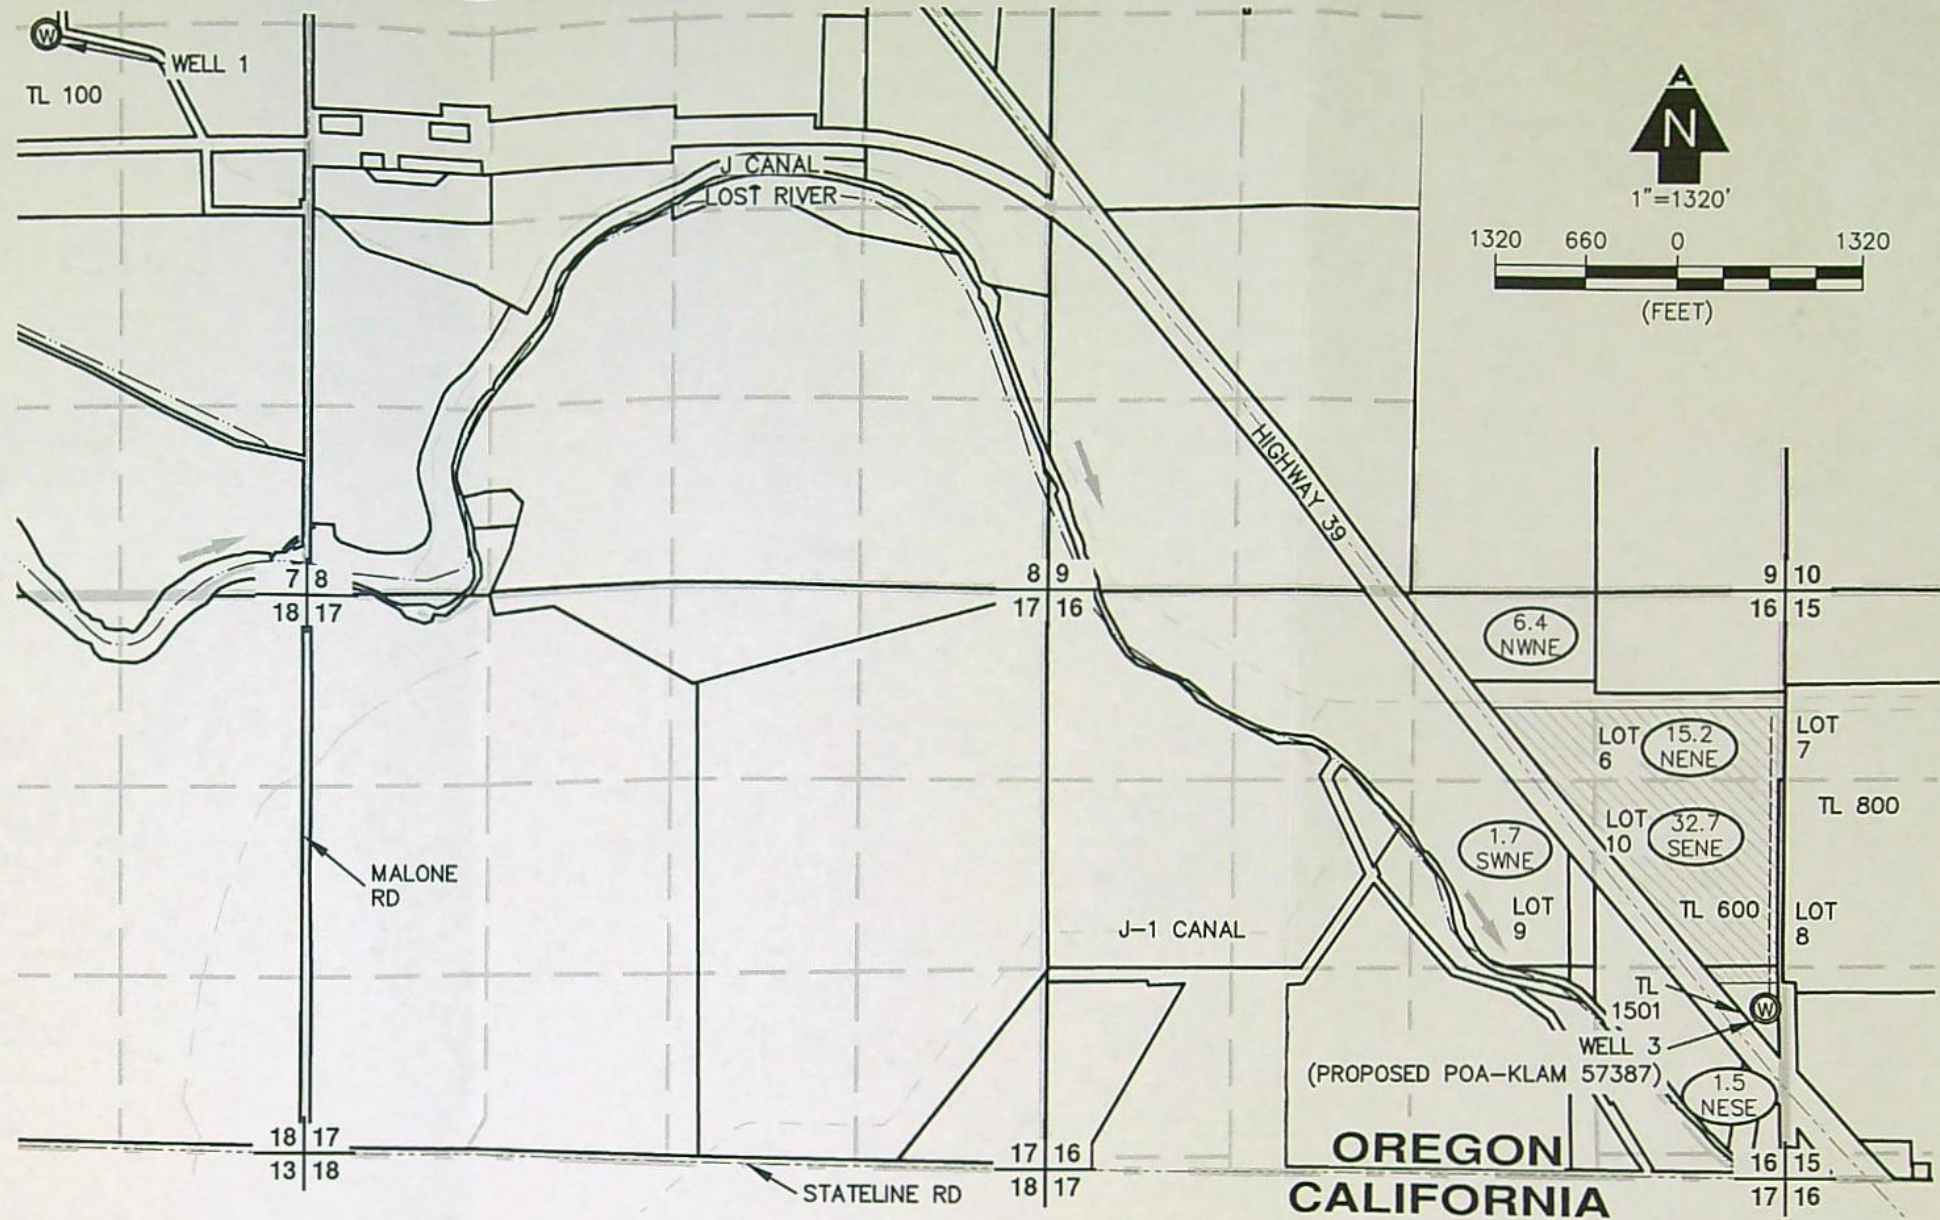 W
WELL 1
TL 100
A
N
1"=1320'
1320 660 0 1320
(FEET)
J CANAL
LOST RIVER
HIGHWAY 39
7 8
18 17
8 9
17 16
9 10
16 15
6.4
NWNE
LOT
6
15.2
NENE
LOT
7
TL 800
LOT
10
32.7
SENE
1.7
SWNE
MALONE
RD
LOT
9
TL 600
LOT
8
J-1 CANAL
TL
1501
W
WELL 3
(PROPOSED POA-KLAM 57387)
1.5
NESE
18 17
13 18
17 16
18 17
16 15
17 16
STATELINE RD
OREGON
CALIFORNIA